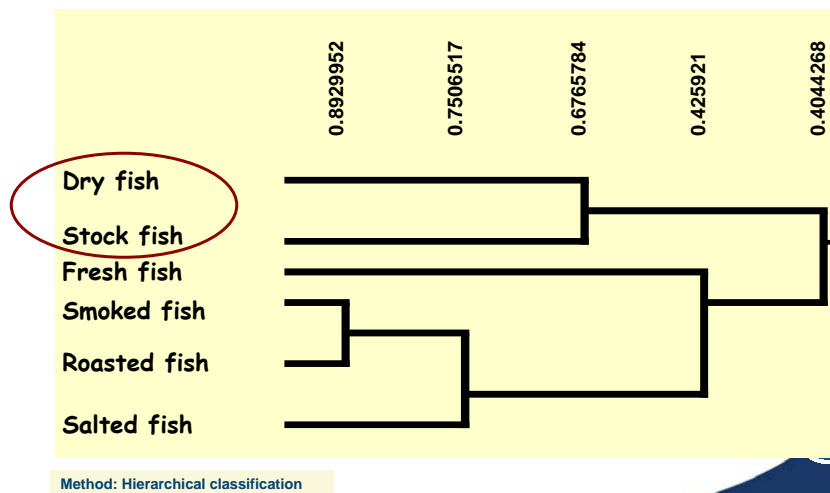 0.8929952
0.7506517
0.6765784
0.425921
0.4044268
Dry fish
Stock fish
Fresh fish
Smoked fish
Roasted fish
Salted fish
Method: Hierarchical classification